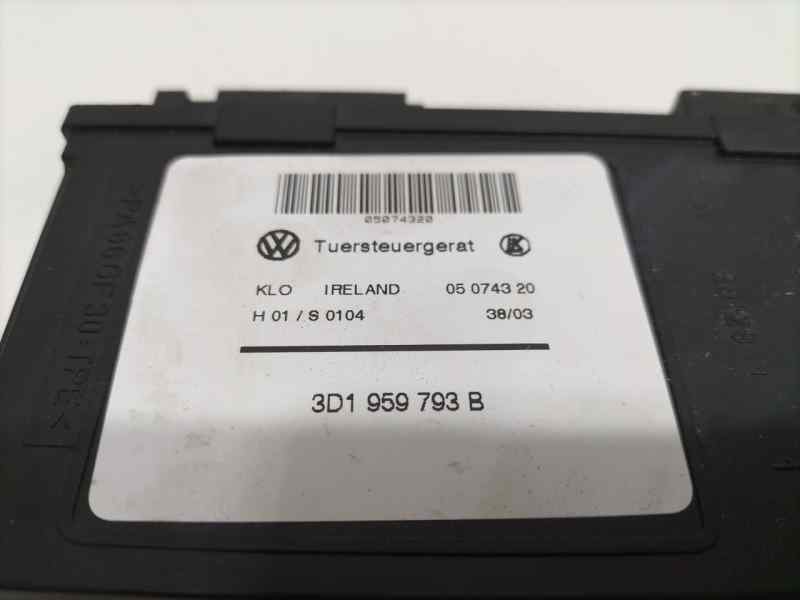 05074320
Tuersteuergerat
KLO IRELAND 05 0743 20
H 01 / S 0104 38/03
3D1 959 793 B